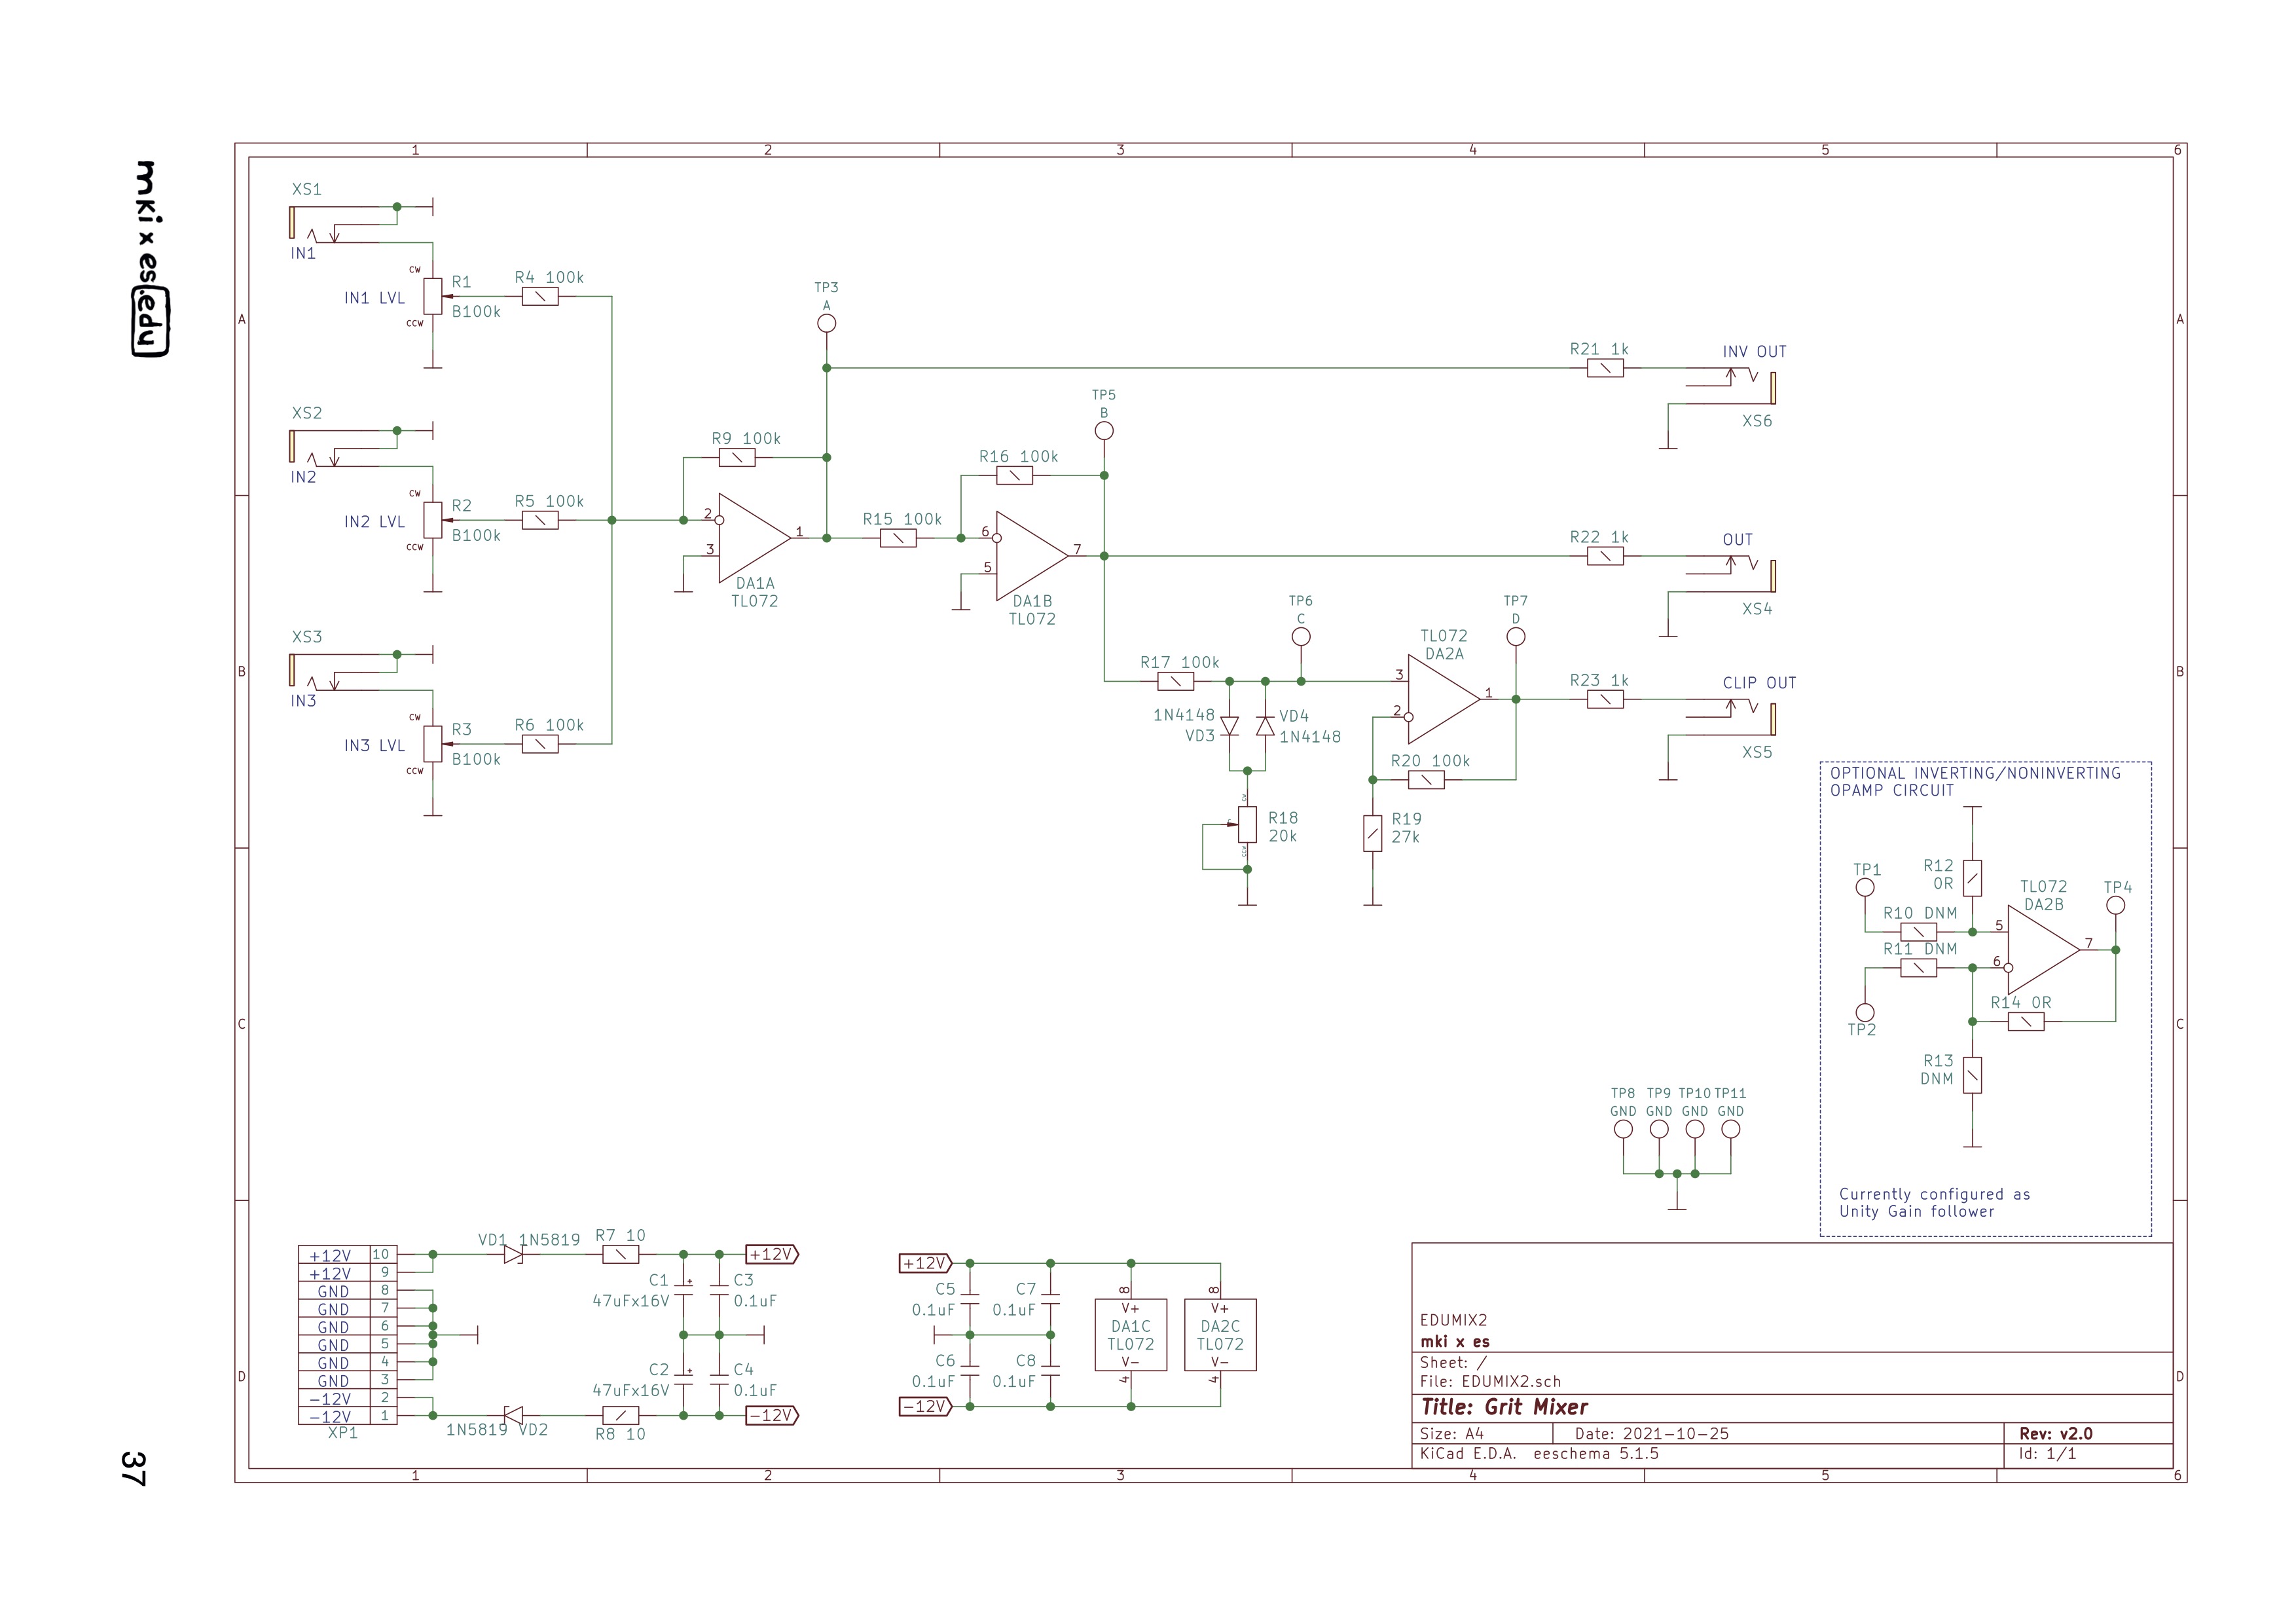 mki x es.edu
37
1 2 3 4 5 6
A
B
C
D
A
B
C
D
1 2 3 4 5 6
XS1
IN1
CW
R1
B100k
IN1 LVL
CCW
R4 100k
XS2
IN2
CW
R2
B100k
IN2 LVL
CCW
R5 100k
XS3
IN3
CW
R3
B100k
IN3 LVL
CCW
R6 100k
TP3
A
R9 100k
2
3
1
DA1A
TL072
R15 100k
TP5
B
R16 100k
6
5
7
DA1B
TL072
R21 1k
INV OUT
XS6
R22 1k
OUT
XS4
R17 100k
1N4148
VD3
VD4
1N4148
TP6
C
CW
R18
20k
CCW
TL072
DA2A
3
2
1
TP7
D
R20 100k
R19
27k
R23 1k
CLIP OUT
XS5
OPTIONAL INVERTING/NONINVERTING
OPAMP CIRCUIT
TP1
R12
0R
TL072
DA2B
TP4
R10 DNM
R11 DNM
5
6
7
TP2
R14 0R
R13
DNM
Currently configured as
Unity Gain follower
TP8 TP9 TP10 TP11
GND GND GND GND
+12V 10
+12V 9
GND 8
GND 7
GND 6
GND 5
GND 4
GND 3
-12V 2
-12V 1
XP1
VD1 1N5819
R7 10
+12V
C1
47uFx16V
C3
0.1uF
C2
47uFx16V
C4
0.1uF
1N5819 VD2
R8 10
-12V
+12V
C5
0.1uF
C7
0.1uF
C6
0.1uF
C8
0.1uF
-12V
8
V+
DA1C
TL072
V-
4
8
V+
DA2C
TL072
V-
4
EDUMIX2
mki x es
Sheet: /
File: EDUMIX2.sch
Title: Grit Mixer
Size: A4 Date: 2021-10-25 Rev: v2.0
KiCad E.D.A. eeschema 5.1.5 Id: 1/1